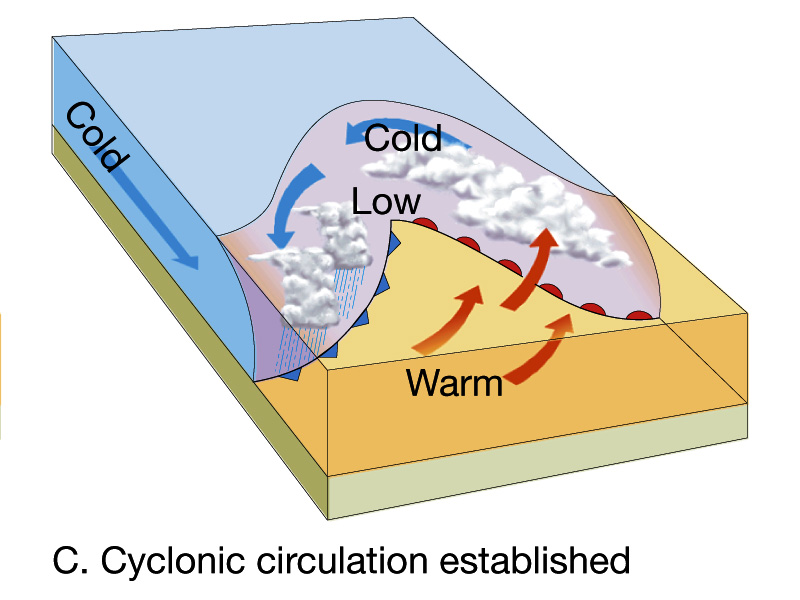 Cold
Cold
Low
Warm
C. Cyclonic circulation established